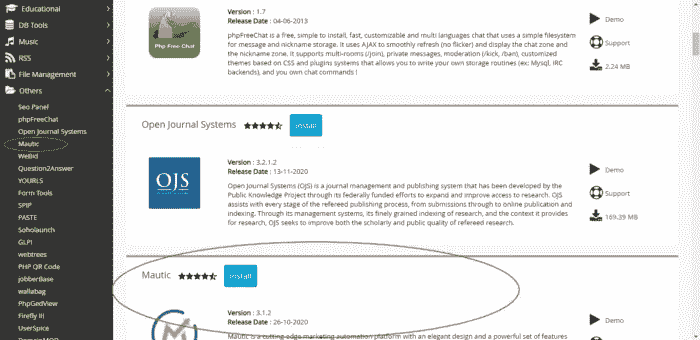 Educational
DB Tools
Music
RSS
File Management
Others
Seo Panel
phpFreeChat
Open Journal Systems
Mautic
WeBid
Question2Answer
YOURLS
Form Tools
SPIP
PASTE
Soholaunch
GLPI
webtrees
PHP QR Code
jobberBase
wallabag
PhpGedView
Firefly III
UserSpice
DomainMOD
Php Free Chat
Version : 1.7
Release Date : 04-06-2013
phpFreeChat is a free, simple to install, fast, customizable and multi languages chat that uses a simple filesystem
for message and nickname storage. It uses AJAX to smoothly refresh (no flicker) and display the chat zone and
the nickname zone. It supports multi-rooms (/join), private messages, moderation (/kick, /ban), customized
themes based on CSS and plugins systems that allows you to write your own storage routines (ex: Mysql, IRC
backends), and you own chat commands !
Demo
Support
2.24 MB
Open Journal Systems
Install
OJS
Version : 3.2.1.2
Release Date : 13-11-2020
Open Journal Systems (OJS) is a journal management and publishing system that has been developed by the
Public Knowledge Project through its federally funded efforts to expand and improve access to research. OJS
assists with every stage of the refereed publishing process, from submissions through to online publication and
indexing. Through its management systems, its finely grained indexing of research, and the context it provides
for research, OJS seeks to improve both the scholarly and public quality of refereed research.
Demo
Support
169.39 MB
Mautic
Install
Version : 3.1.2
Release Date : 26-10-2020
Mautic is a cutting-edge marketing automation platform with an elegant design and a powerful set of features
Demo
Support